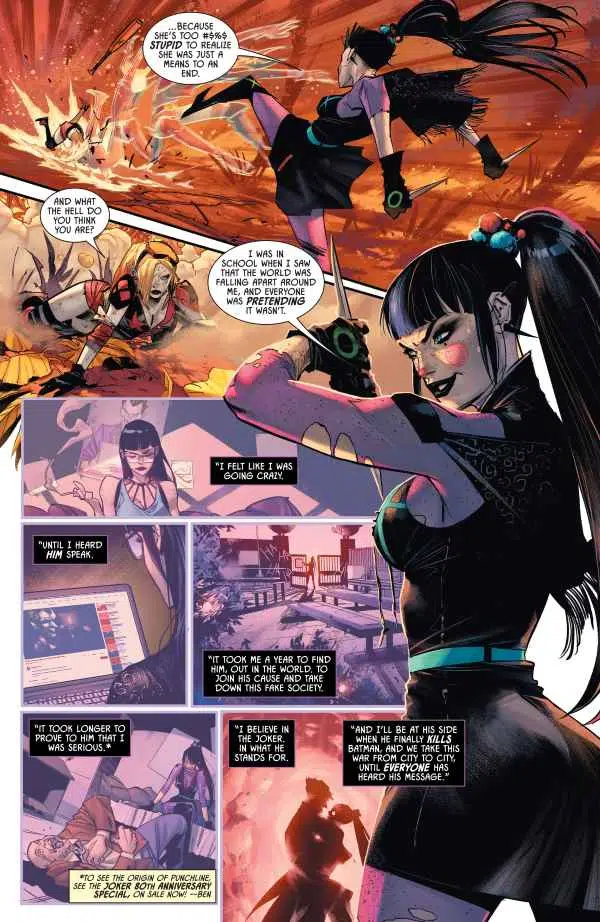 ...BECAUSE
SHE'S TOO #$%$
STUPID TO REALIZE
SHE WAS JUST A
MEANS TO AN
END.
AND WHAT
THE HELL DO
YOU THINK
YOU ARE?
I WAS IN
SCHOOL WHEN I SAW
THAT THE WORLD WAS
FALLING APART AROUND
ME, AND EVERYONE
WAS PRETENDING
IT WASN'T.
"I FELT LIKE I WAS
GOING CRAZY.
"UNTIL I HEARD
HIM SPEAK.
"IT TOOK ME A YEAR TO FIND
HIM, OUT IN THE WORLD, TO
JOIN HIS CAUSE AND TAKE
DOWN THIS FAKE SOCIETY.
"IT TOOK LONGER TO
PROVE TO HIM THAT I
WAS SERIOUS.*
*TO SEE THE ORIGIN OF PUNCHLINE,
SEE THE JOKER 80TH ANNIVERSARY
SPECIAL, ON SALE NOW! --BEN
"I BELIEVE IN
THE JOKER.
IN WHAT HE
STANDS FOR.
"AND I'LL BE AT HIS SIDE
WHEN HE FINALLY KILLS
BATMAN, AND WE TAKE THIS
WAR FROM CITY TO CITY,
UNTIL EVERYONE HAS
HEARD HIS MESSAGE."